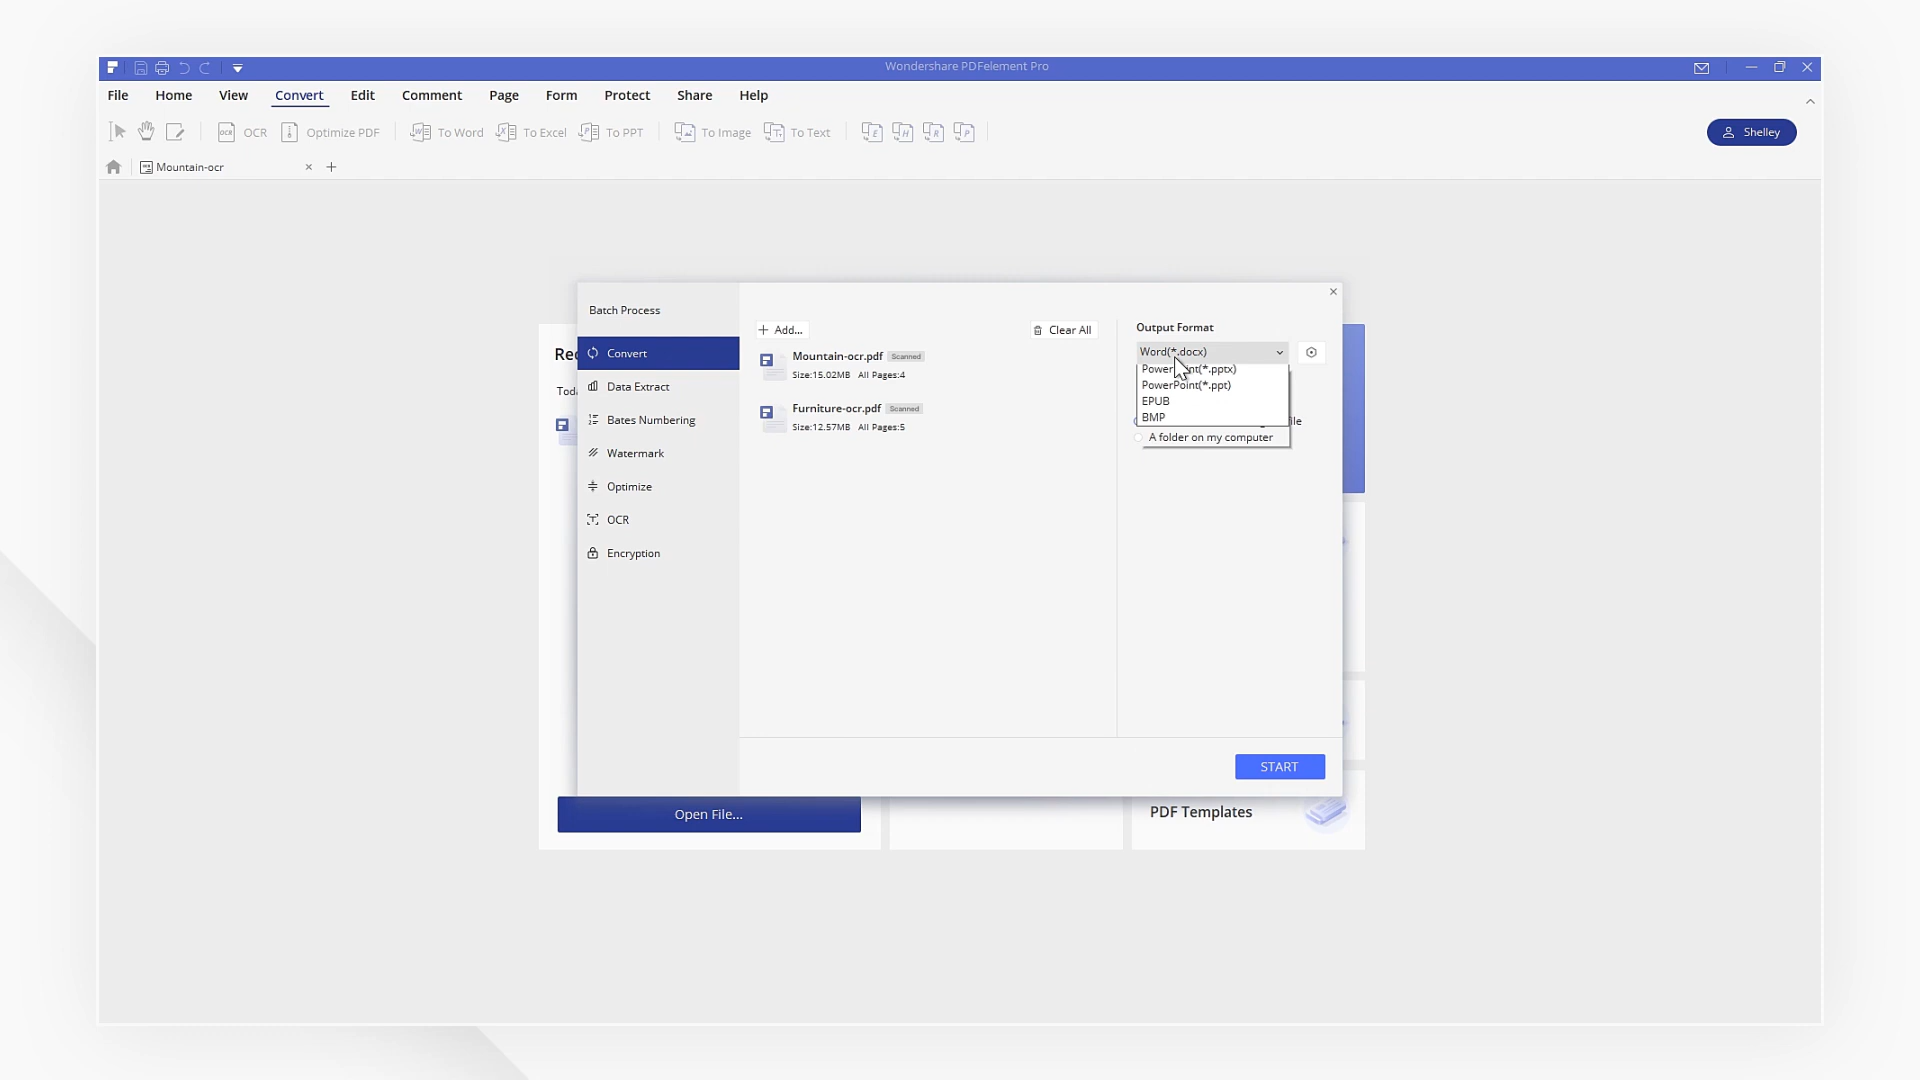 Wondershare PDFelement Pro
File Home View Convert Edit Comment Page Form Protect Share Help
OCR OCR Optimize PDF To Word To Excel To PPT To Image To Text E H R P Shelley
Mountain-ocr
Batch Process
Convert
Data Extract
Bates Numbering
Watermark
Optimize
OCR
Encryption
Add... Clear All
Mountain-ocr.pdf Scanned
Size:15.02MB All Pages:4
Furniture-ocr.pdf Scanned
Size:12.57MB All Pages:5
Output Format
Word(*.docx)
PowerPoint(*.pptx)
PowerPoint(*.ppt)
EPUB
BMP
A folder on my computer
START
Open File...
PDF Templates